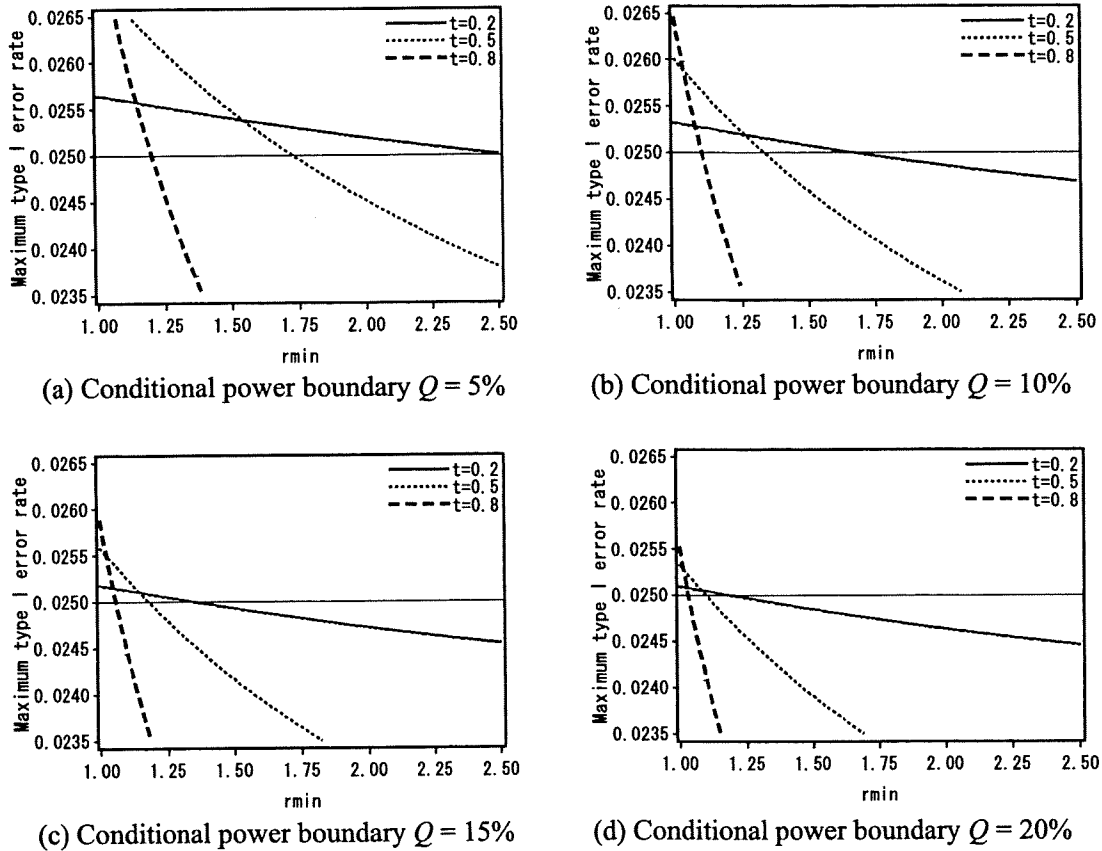 Maximum type I error rate
0.0265
0.0260
0.0255
0.0250
0.0245
0.0240
0.0235
t=0.2
t=0.5
t=0.8
1.00 1.25 1.50 1.75 2.00 2.25 2.50
rmin
(a) Conditional power boundary Q = 5%
Maximum type I error rate
0.0265
0.0260
0.0255
0.0250
0.0245
0.0240
0.0235
t=0.2
t=0.5
t=0.8
1.00 1.25 1.50 1.75 2.00 2.25 2.50
rmin
(b) Conditional power boundary Q = 10%
Maximum type I error rate
0.0265
0.0260
0.0255
0.0250
0.0245
0.0240
0.0235
t=0.2
t=0.5
t=0.8
1.00 1.25 1.50 1.75 2.00 2.25 2.50
rmin
(c) Conditional power boundary Q = 15%
Maximum type I error rate
0.0265
0.0260
0.0255
0.0250
0.0245
0.0240
0.0235
t=0.2
t=0.5
t=0.8
1.00 1.25 1.50 1.75 2.00 2.25 2.50
rmin
(d) Conditional power boundary Q = 20%